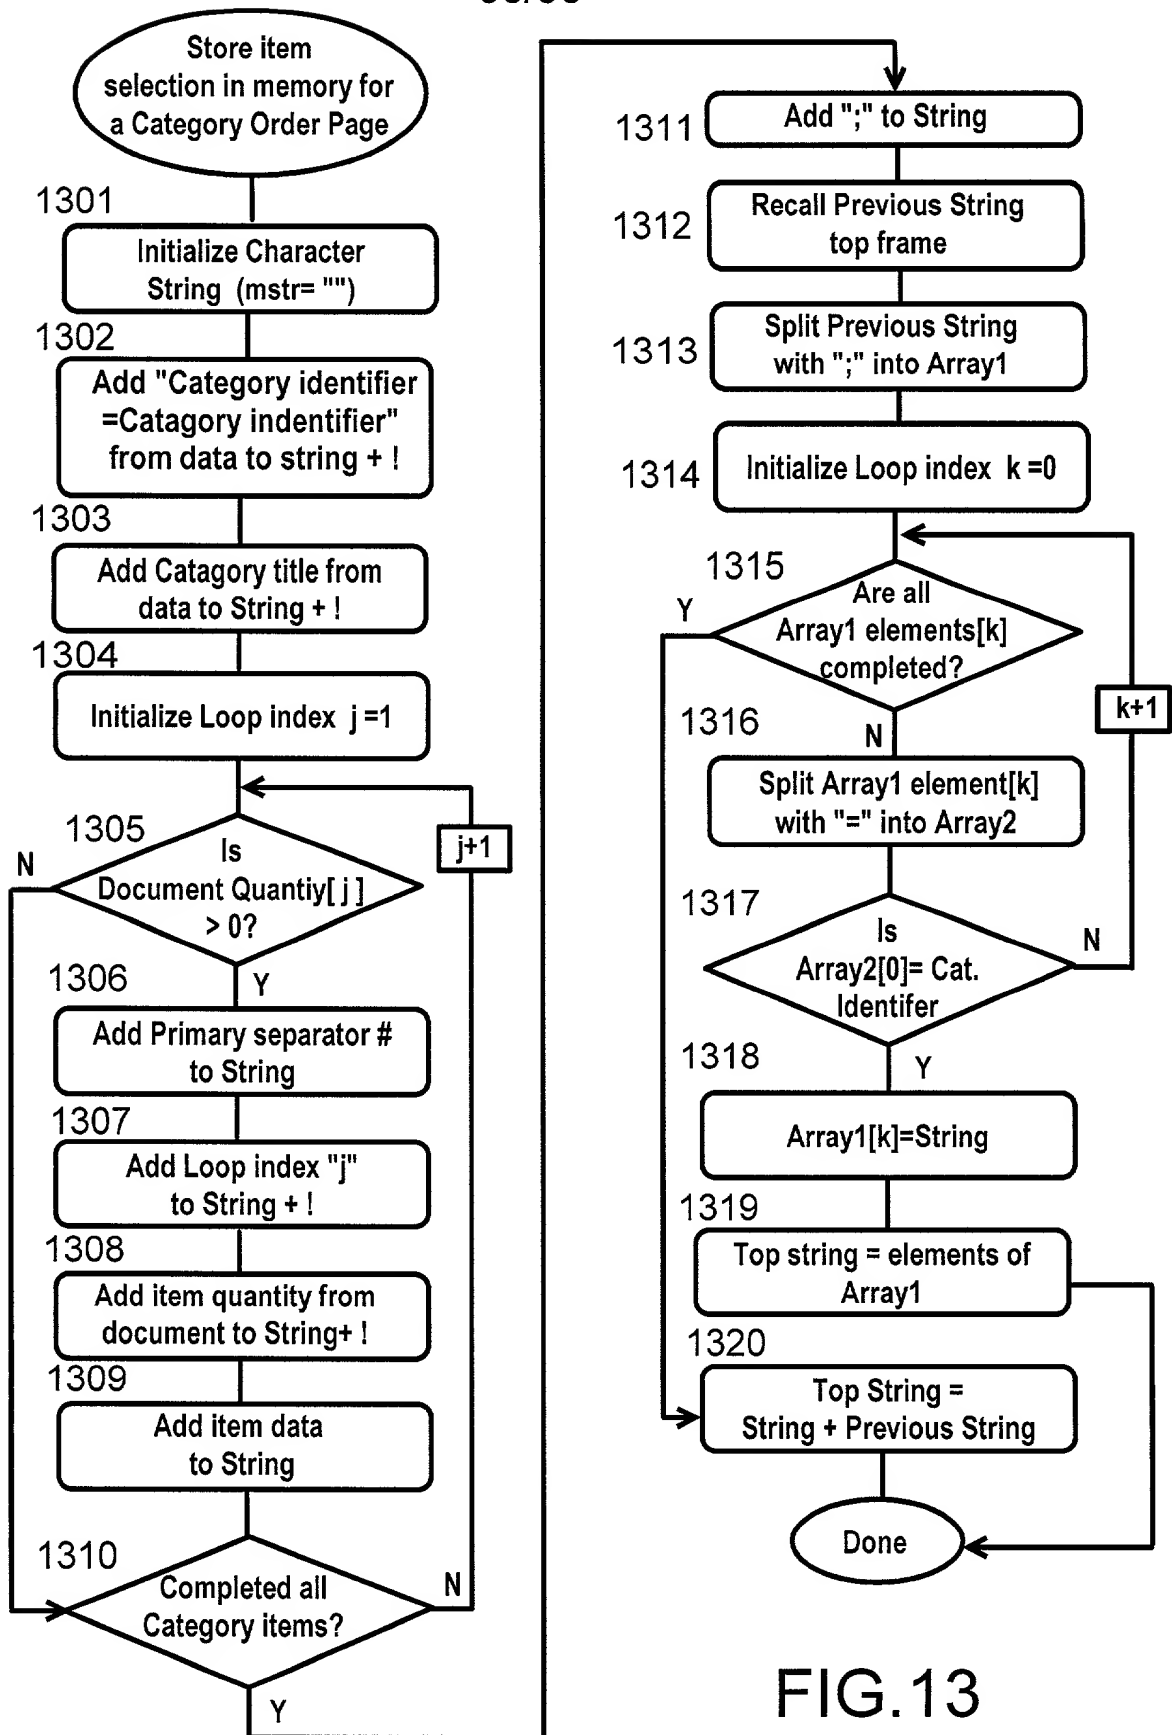 Store item
selection in memory for
a Category Order Page
1301
Initialize Character
String (mstr= "")
1302
Add "Category identifier
=Catagory indentifier"
from data to string + !
1303
Add Catagory title from
data to String + !
1304
Initialize Loop index j =1
1305
Is
Document Quantiy[ j ]
> 0?
N
j+1
Y
1306
Add Primary separator #
to String
1307
Add Loop index "j"
to String + !
1308
Add item quantity from
document to String+ !
1309
Add item data
to String
1310
Completed all
Category items?
N
Y
1311
Add ";" to String
1312
Recall Previous String
top frame
1313
Split Previous String
with ";" into Array1
1314
Initialize Loop index k =0
1315
Are all
Array1 elements[k]
completed?
Y
k+1
N
1316
Split Array1 element[k]
with "=" into Array2
1317
Is
Array2[0]= Cat.
Identifer
N
Y
1318
Array1[k]=String
1319
Top string = elements of
Array1
1320
Top String =
String + Previous String
Done
FIG.13